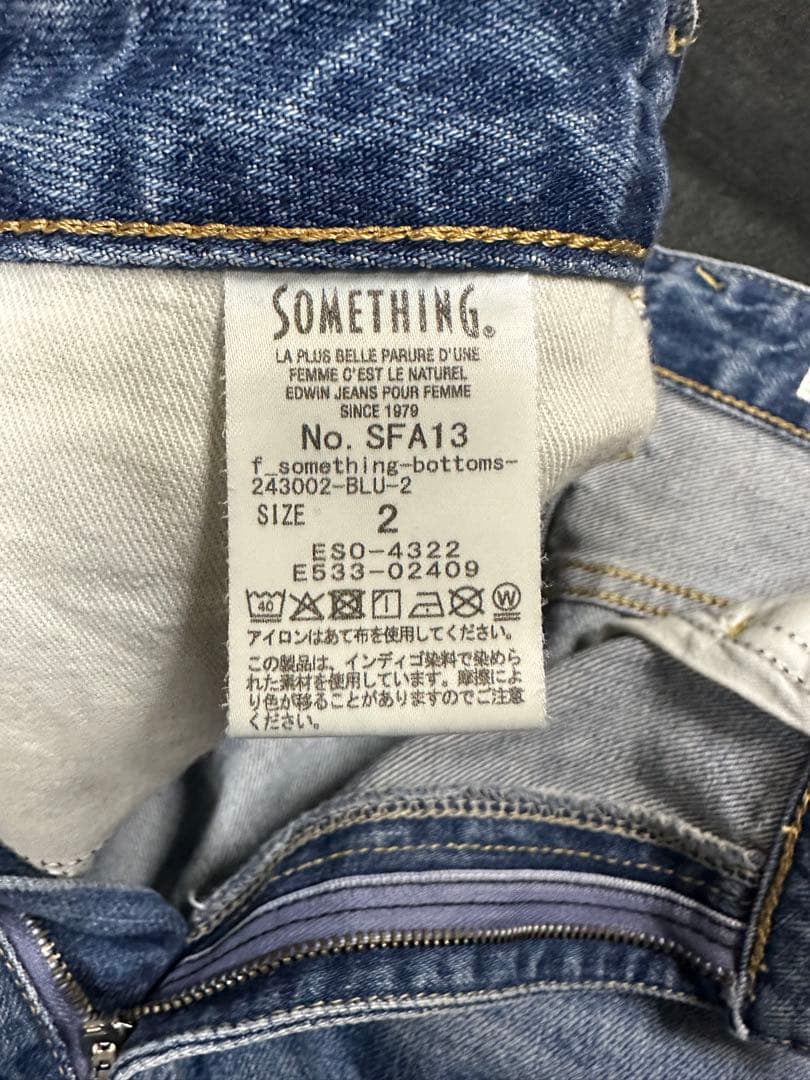 SOMETHING®
LA PLUS BELLE PARURE D'UNE
FEMME C'EST LE NATUREL
EDWIN JEANS POUR FEMME
SINCE 1979
No. SFA13
f_something-bottoms-
243002-BLU-2
SIZE 2
ESO-4322
E533-02409
40 W
アイロンはあて布を使用してください。
この製品は、インディゴ染料で染めら
れた素材を使用しています。摩擦によ
り色が移ることがありますのでご注意
ください。